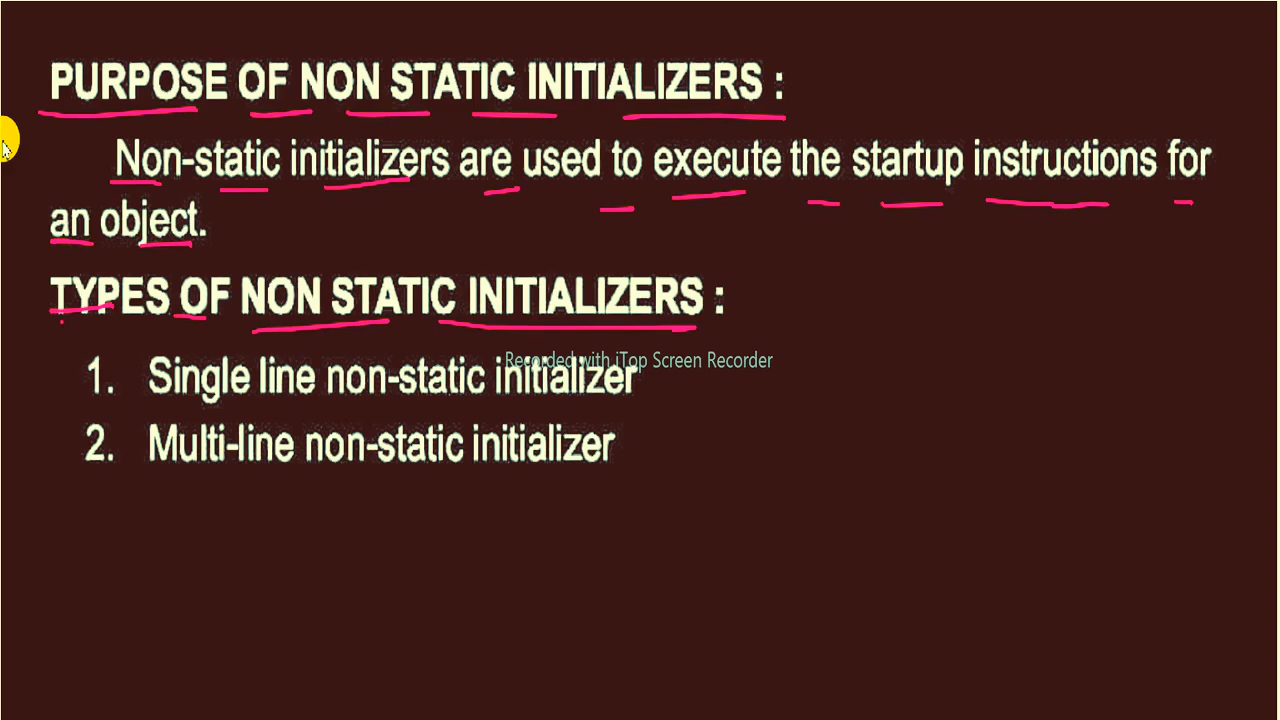 PURPOSE OF NON STATIC INITIALIZERS :
Non-static initializers are used to execute the startup instructions for
an object.
TYPES OF NON STATIC INITIALIZERS :
Recorded with iTop Screen Recorder
1. Single line non-static initializer
2. Multi-line non-static initializer